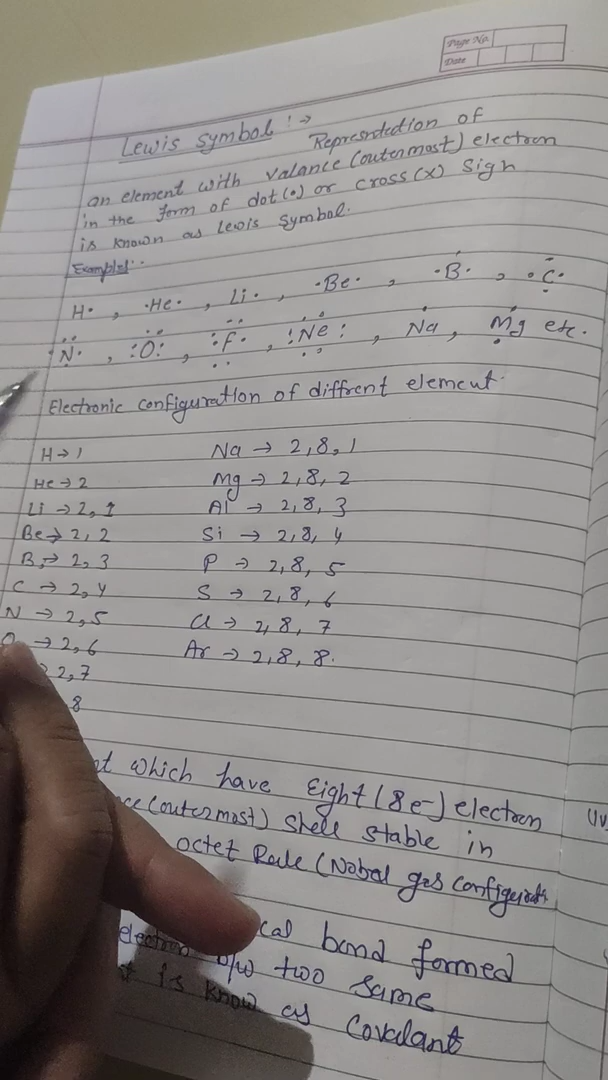 Page No.
Date
Lewis symbol :→
Represntation of
an element with valance (outermost) electron
in the form of dot (•) or cross (x) sign
is known as Lewis symbol.
Examples:-
H• , •He• , Li• , •Be• , •B• , •C•
:N• , :O: , :F• , :Ne: , Na , Mg etc.
Electronic configuration of diffrent element.
H → 1 Na → 2,8,1
He → 2 Mg → 2,8,2
Li → 2,1 Al → 2,8,3
Be → 2,2 Si → 2,8,4
B → 2,3 P → 2,8,5
C → 2,4 S → 2,8,6
N → 2,5 Cl → 2,8,7
O → 2,6 Ar → 2,8,8.
2,7
8
which have Eight (8e-) electron
(outermost) shell stable in
octet Rule (Nobal gas configurat
cal bond formed
electron b/w two same
is know as covalant